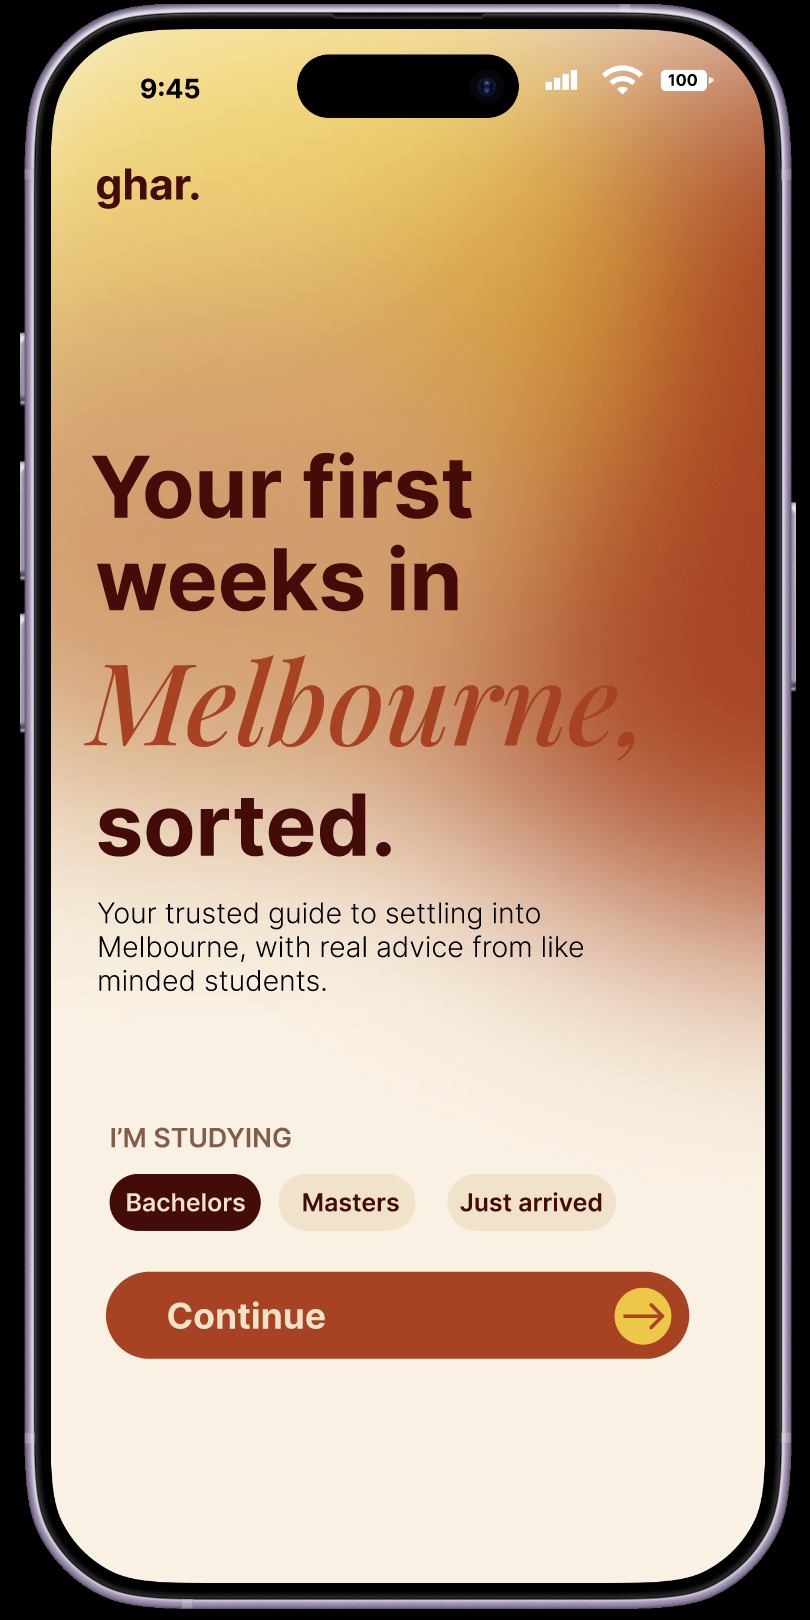 9:45
100
ghar.
Your first
weeks in
Melbourne,
sorted.
Your trusted guide to settling into
Melbourne, with real advice from like
minded students.
I’M STUDYING
Bachelors Masters Just arrived
Continue